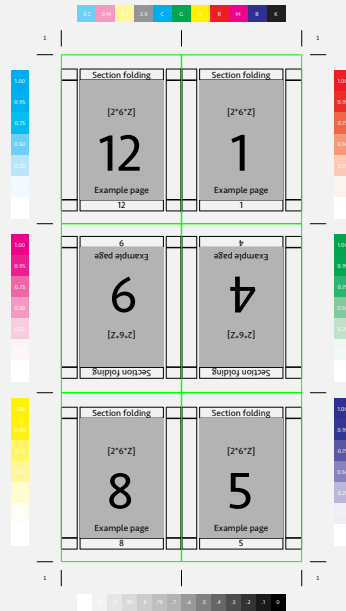 .5 C .5 M .5 K C G Y R M B K
1 1
Section folding Section folding
[2*6*Z] [2*6*Z]
12 1
Example page Example page
12 1
1.00 1.00
0.95 0.95
0.75 0.75
0.50 0.50
0.25
9 4
Example page Example page
9 4
[2*6*Z] [2*6*Z]
Section folding Section folding
1.00 1.00
0.95 0.95
0.75 0.75
0.50 0.50
0.25 0.25
Section folding Section folding
[2*6*Z] [2*6*Z]
8 5
Example page Example page
8 5
1.00 1.00
0.95
0.75 0.75
0.50 0.50
1 1
.8 .75 .7 .6 .5 .4 .3 .2 .1 0